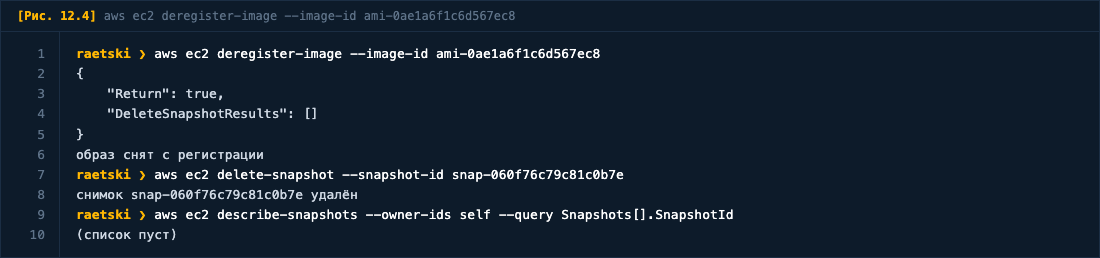 [Рис. 12.4] aws ec2 deregister-image --image-id ami-0ae1a6f1c6d567ec8
1 raetski ❯ aws ec2 deregister-image --image-id ami-0ae1a6f1c6d567ec8
2 {
3     "Return": true,
4     "DeleteSnapshotResults": []
5 }
6 образ снят с регистрации
7 raetski ❯ aws ec2 delete-snapshot --snapshot-id snap-060f76c79c81c0b7e
8 снимок snap-060f76c79c81c0b7e удалён
9 raetski ❯ aws ec2 describe-snapshots --owner-ids self --query Snapshots[].SnapshotId
10 (список пуст)